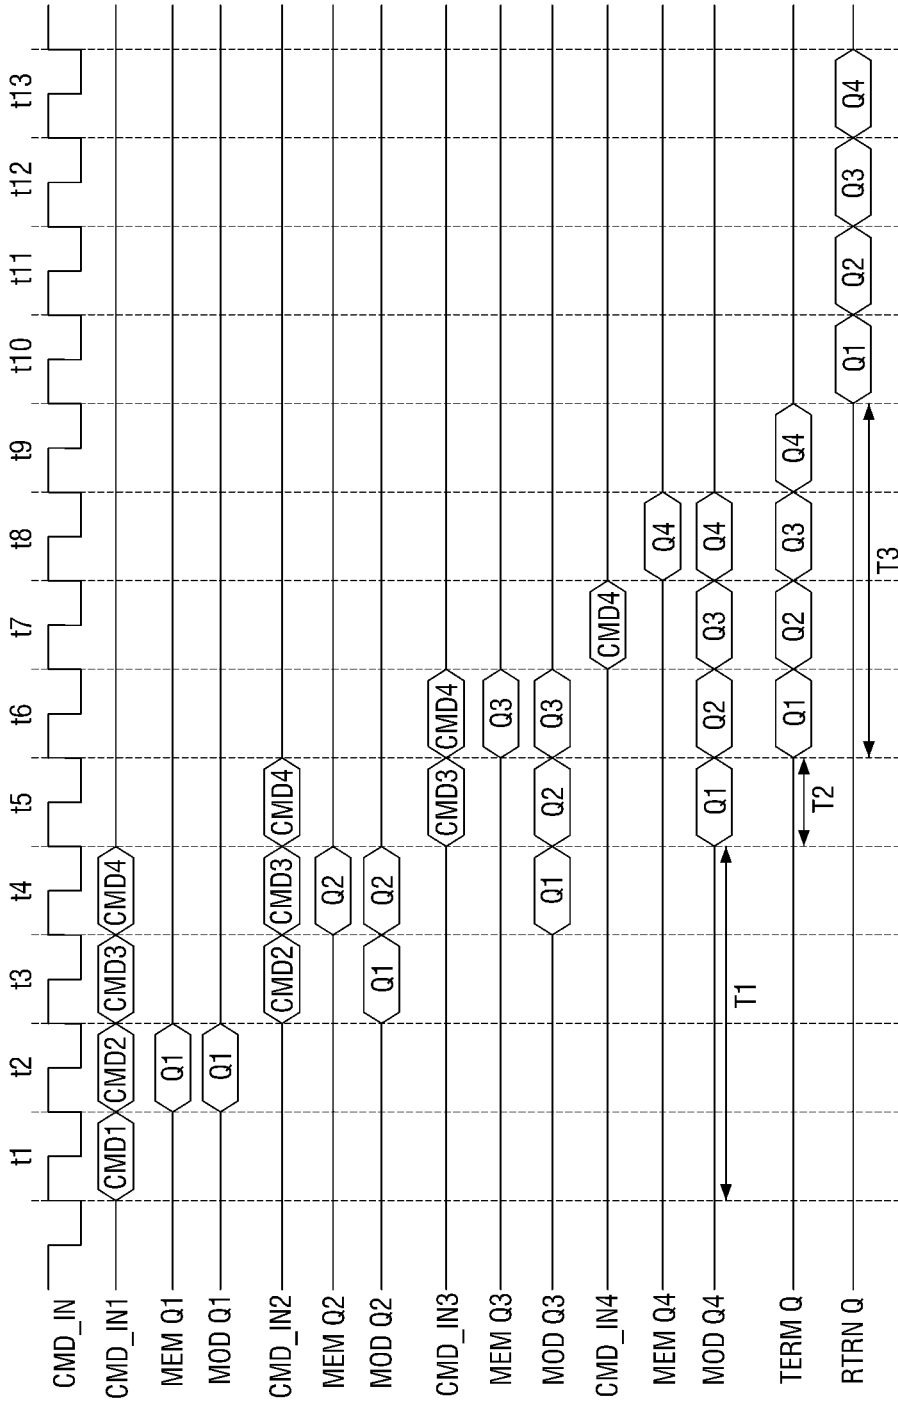 t1 t2 t3 t4 t5 t6 t7 t8 t9 t10 t11 t12 t13
CMD_IN
CMD_IN1 CMD1 CMD2 CMD3 CMD4
MEM Q1 Q1
MOD Q1 Q1
CMD_IN2 CMD2 CMD3 CMD4
MEM Q2 Q2
MOD Q2 Q1 Q2
CMD_IN3 CMD3 CMD4
MEM Q3 Q3
MOD Q3 Q1 Q2 Q3
CMD_IN4 CMD4
MEM Q4 Q4
MOD Q4 Q1 Q2 Q3 Q4
T1
TERM Q Q1 Q2 Q3 Q4
T2
RTRN Q Q1 Q2 Q3 Q4
T3